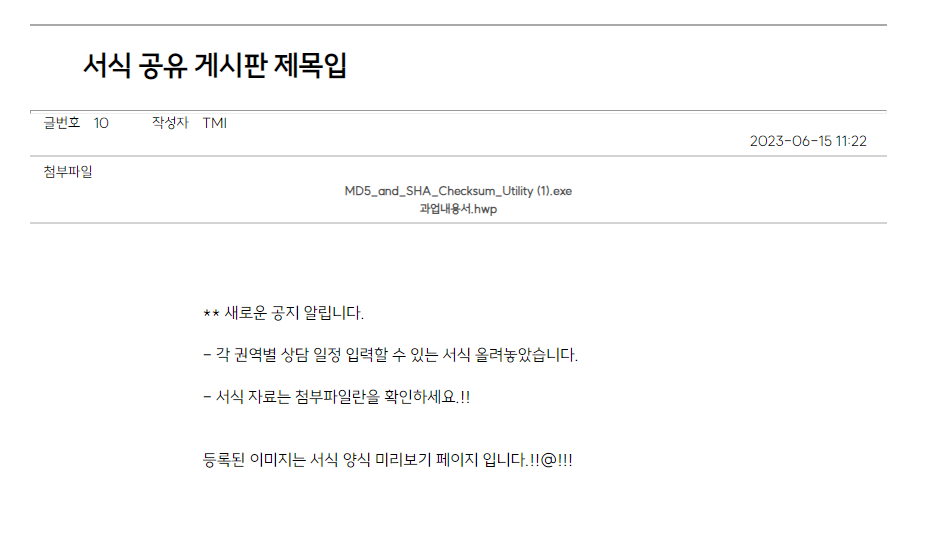 서식 공유 게시판 제목입
글번호 10 작성자 TMI
2023-06-15 11:22
첨부파일
MD5_and_SHA_Checksum_Utility (1).exe
과업내용서.hwp
** 새로운 공지 알립니다.
- 각 권역별 상담 일정 입력할 수 있는 서식 올려놓았습니다.
- 서식 자료는 첨부파일란을 확인하세요.!!
등록된 이미지는 서식 양식 미리보기 페이지 입니다.!!@!!!